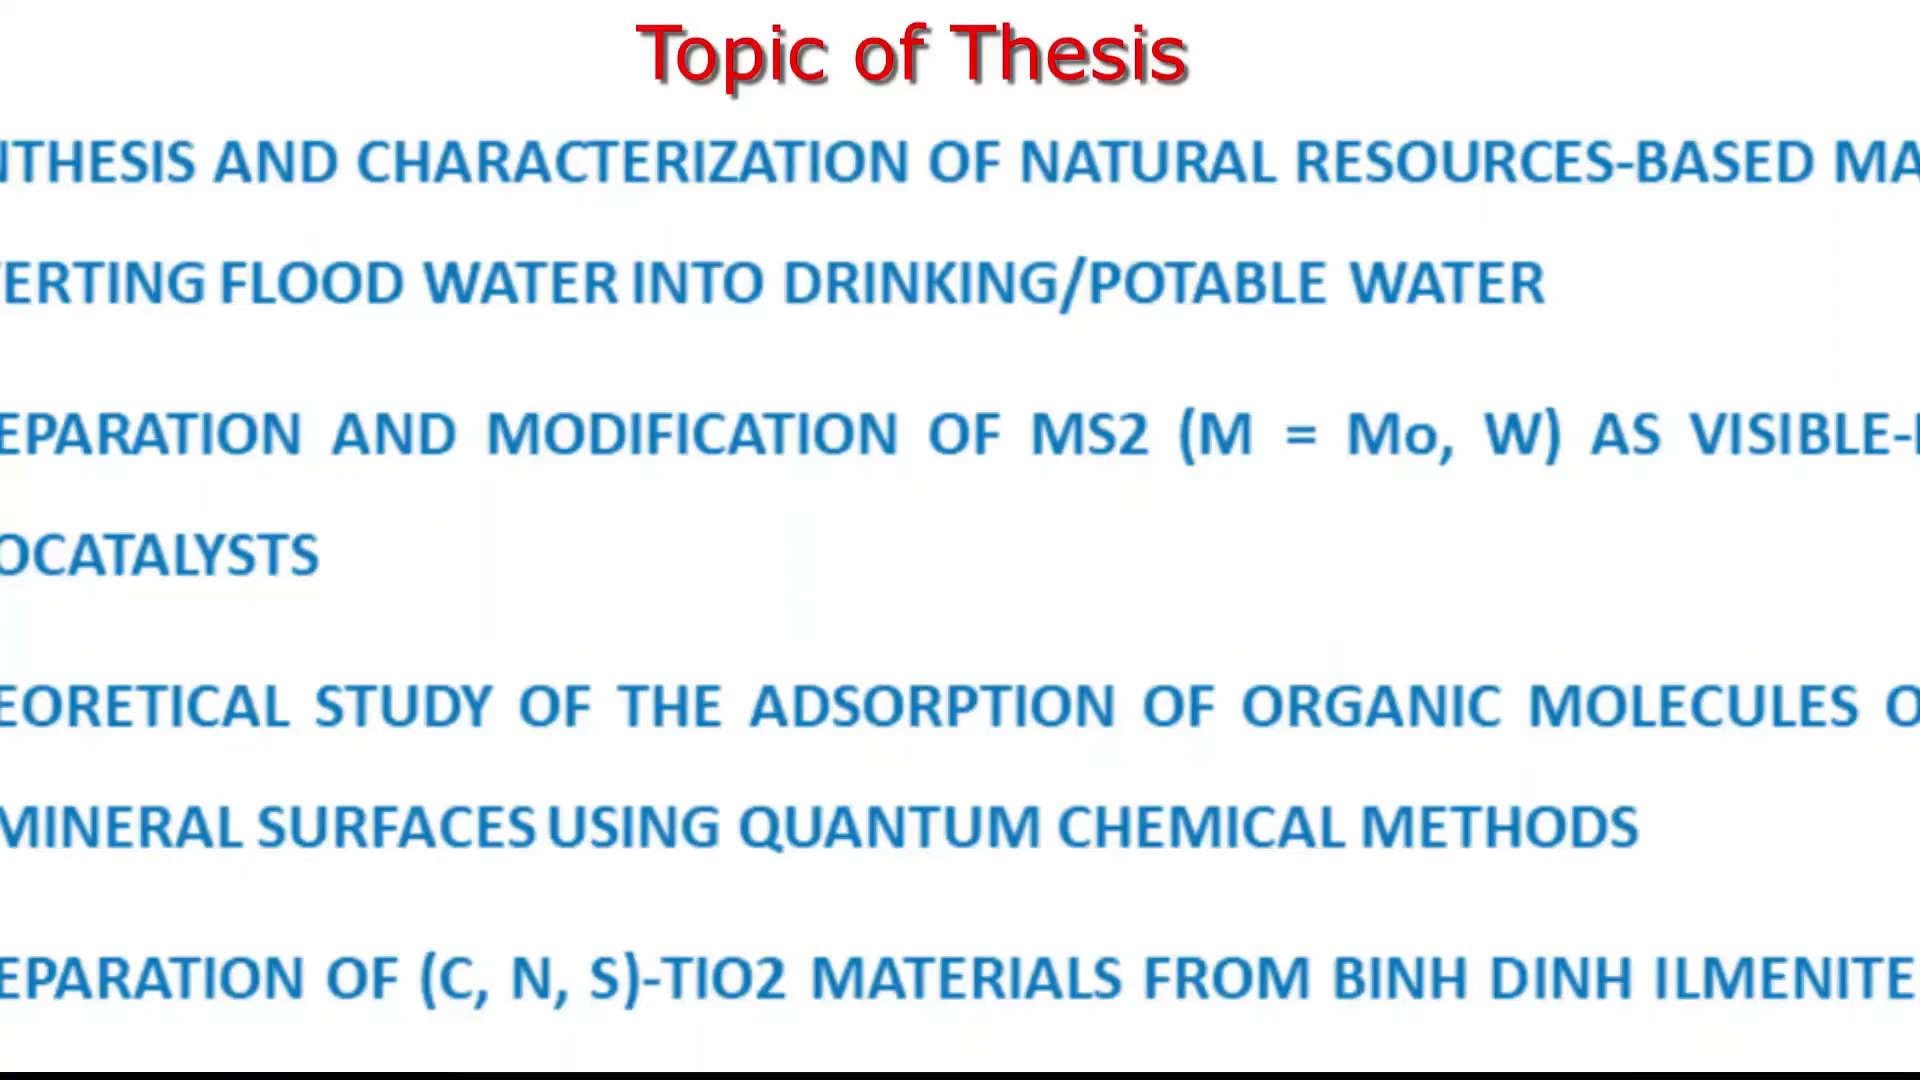 Topic of Thesis
NTHESIS AND CHARACTERIZATION OF NATURAL RESOURCES-BASED MA
ERTING FLOOD WATER INTO DRINKING/POTABLE WATER
EPARATION AND MODIFICATION OF MS2 (M = Mo, W) AS VISIBLE-
OCATALYSTS
EORETICAL STUDY OF THE ADSORPTION OF ORGANIC MOLECULES O
MINERAL SURFACES USING QUANTUM CHEMICAL METHODS
EPARATION OF (C, N, S)-TIO2 MATERIALS FROM BINH DINH ILMENITE